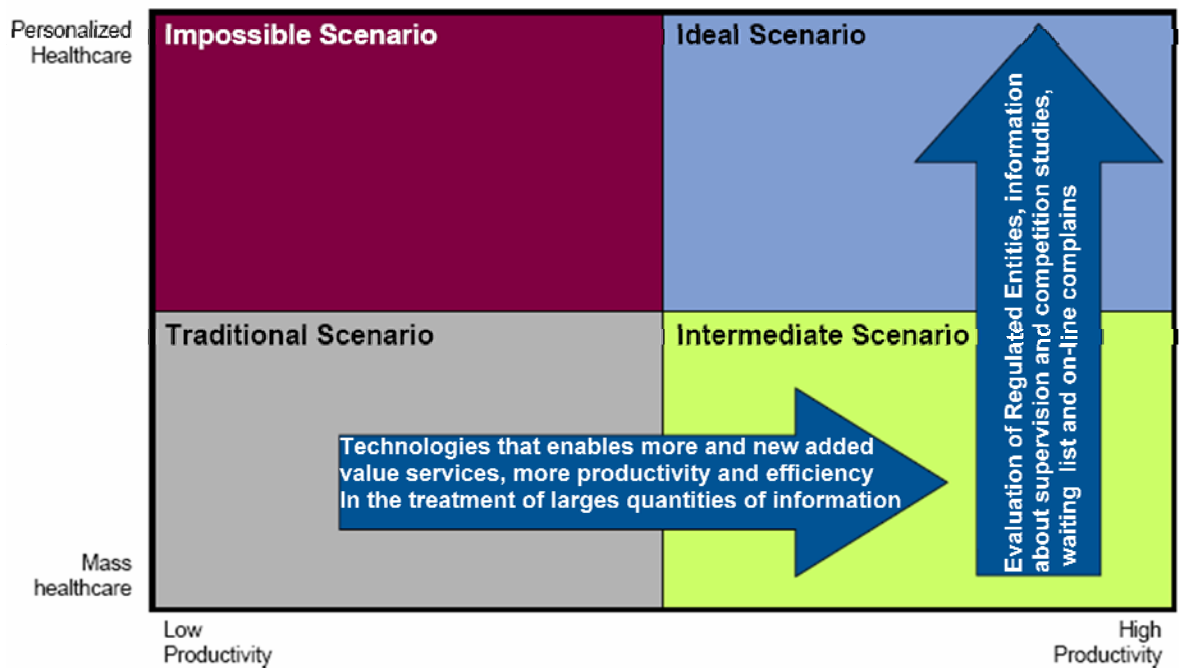 Personalized
Healthcare
Impossible Scenario
Ideal Scenario
Traditional Scenario
Intermediate Scenario
Technologies that enables more and new added
value services, more productivity and efficiency
In the treatment of larges quantities of information
Evaluation of Regulated Entities, information
about supervision and competition studies,
waiting list and on-line complains
Mass
healthcare
Low
Productivity
High
Productivity